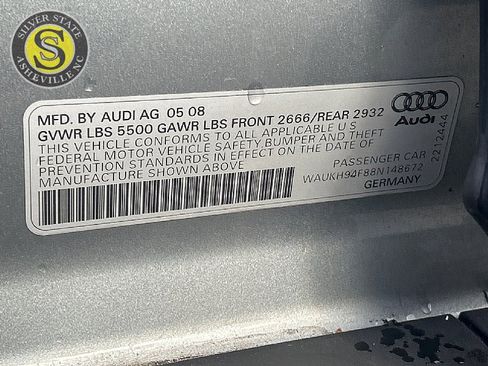 SILVER STATE
S
ASHEVILLE NC
MFD. BY AUDI AG 05 08
GVWR LBS 5500 GAWR LBS FRONT 2666/REAR 2932
THIS VEHICLE CONFORMS TO ALL APPLICABLE U S
FEDERAL MOTOR VEHICLE SAFETY,BUMPER AND THEFT
PREVENTION STANDARDS IN EFFECT ON THE DATE OF
MANUFACTURE SHOWN ABOVE
PASSENGER CAR
WAUKH94F88N148672
GERMANY
Audi
2212444